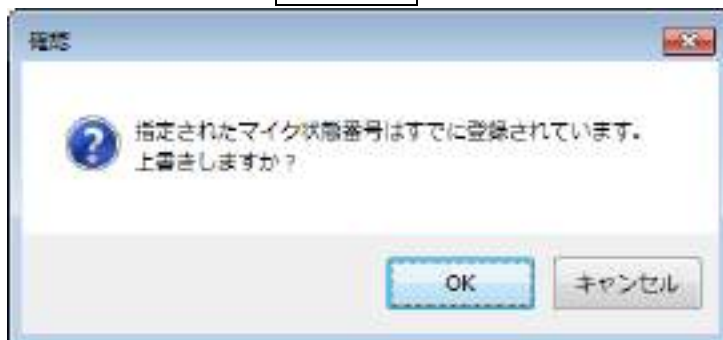 確認
指定されたマイク状態番号はすでに登録されています。
上書きしますか？
OK
キャンセル